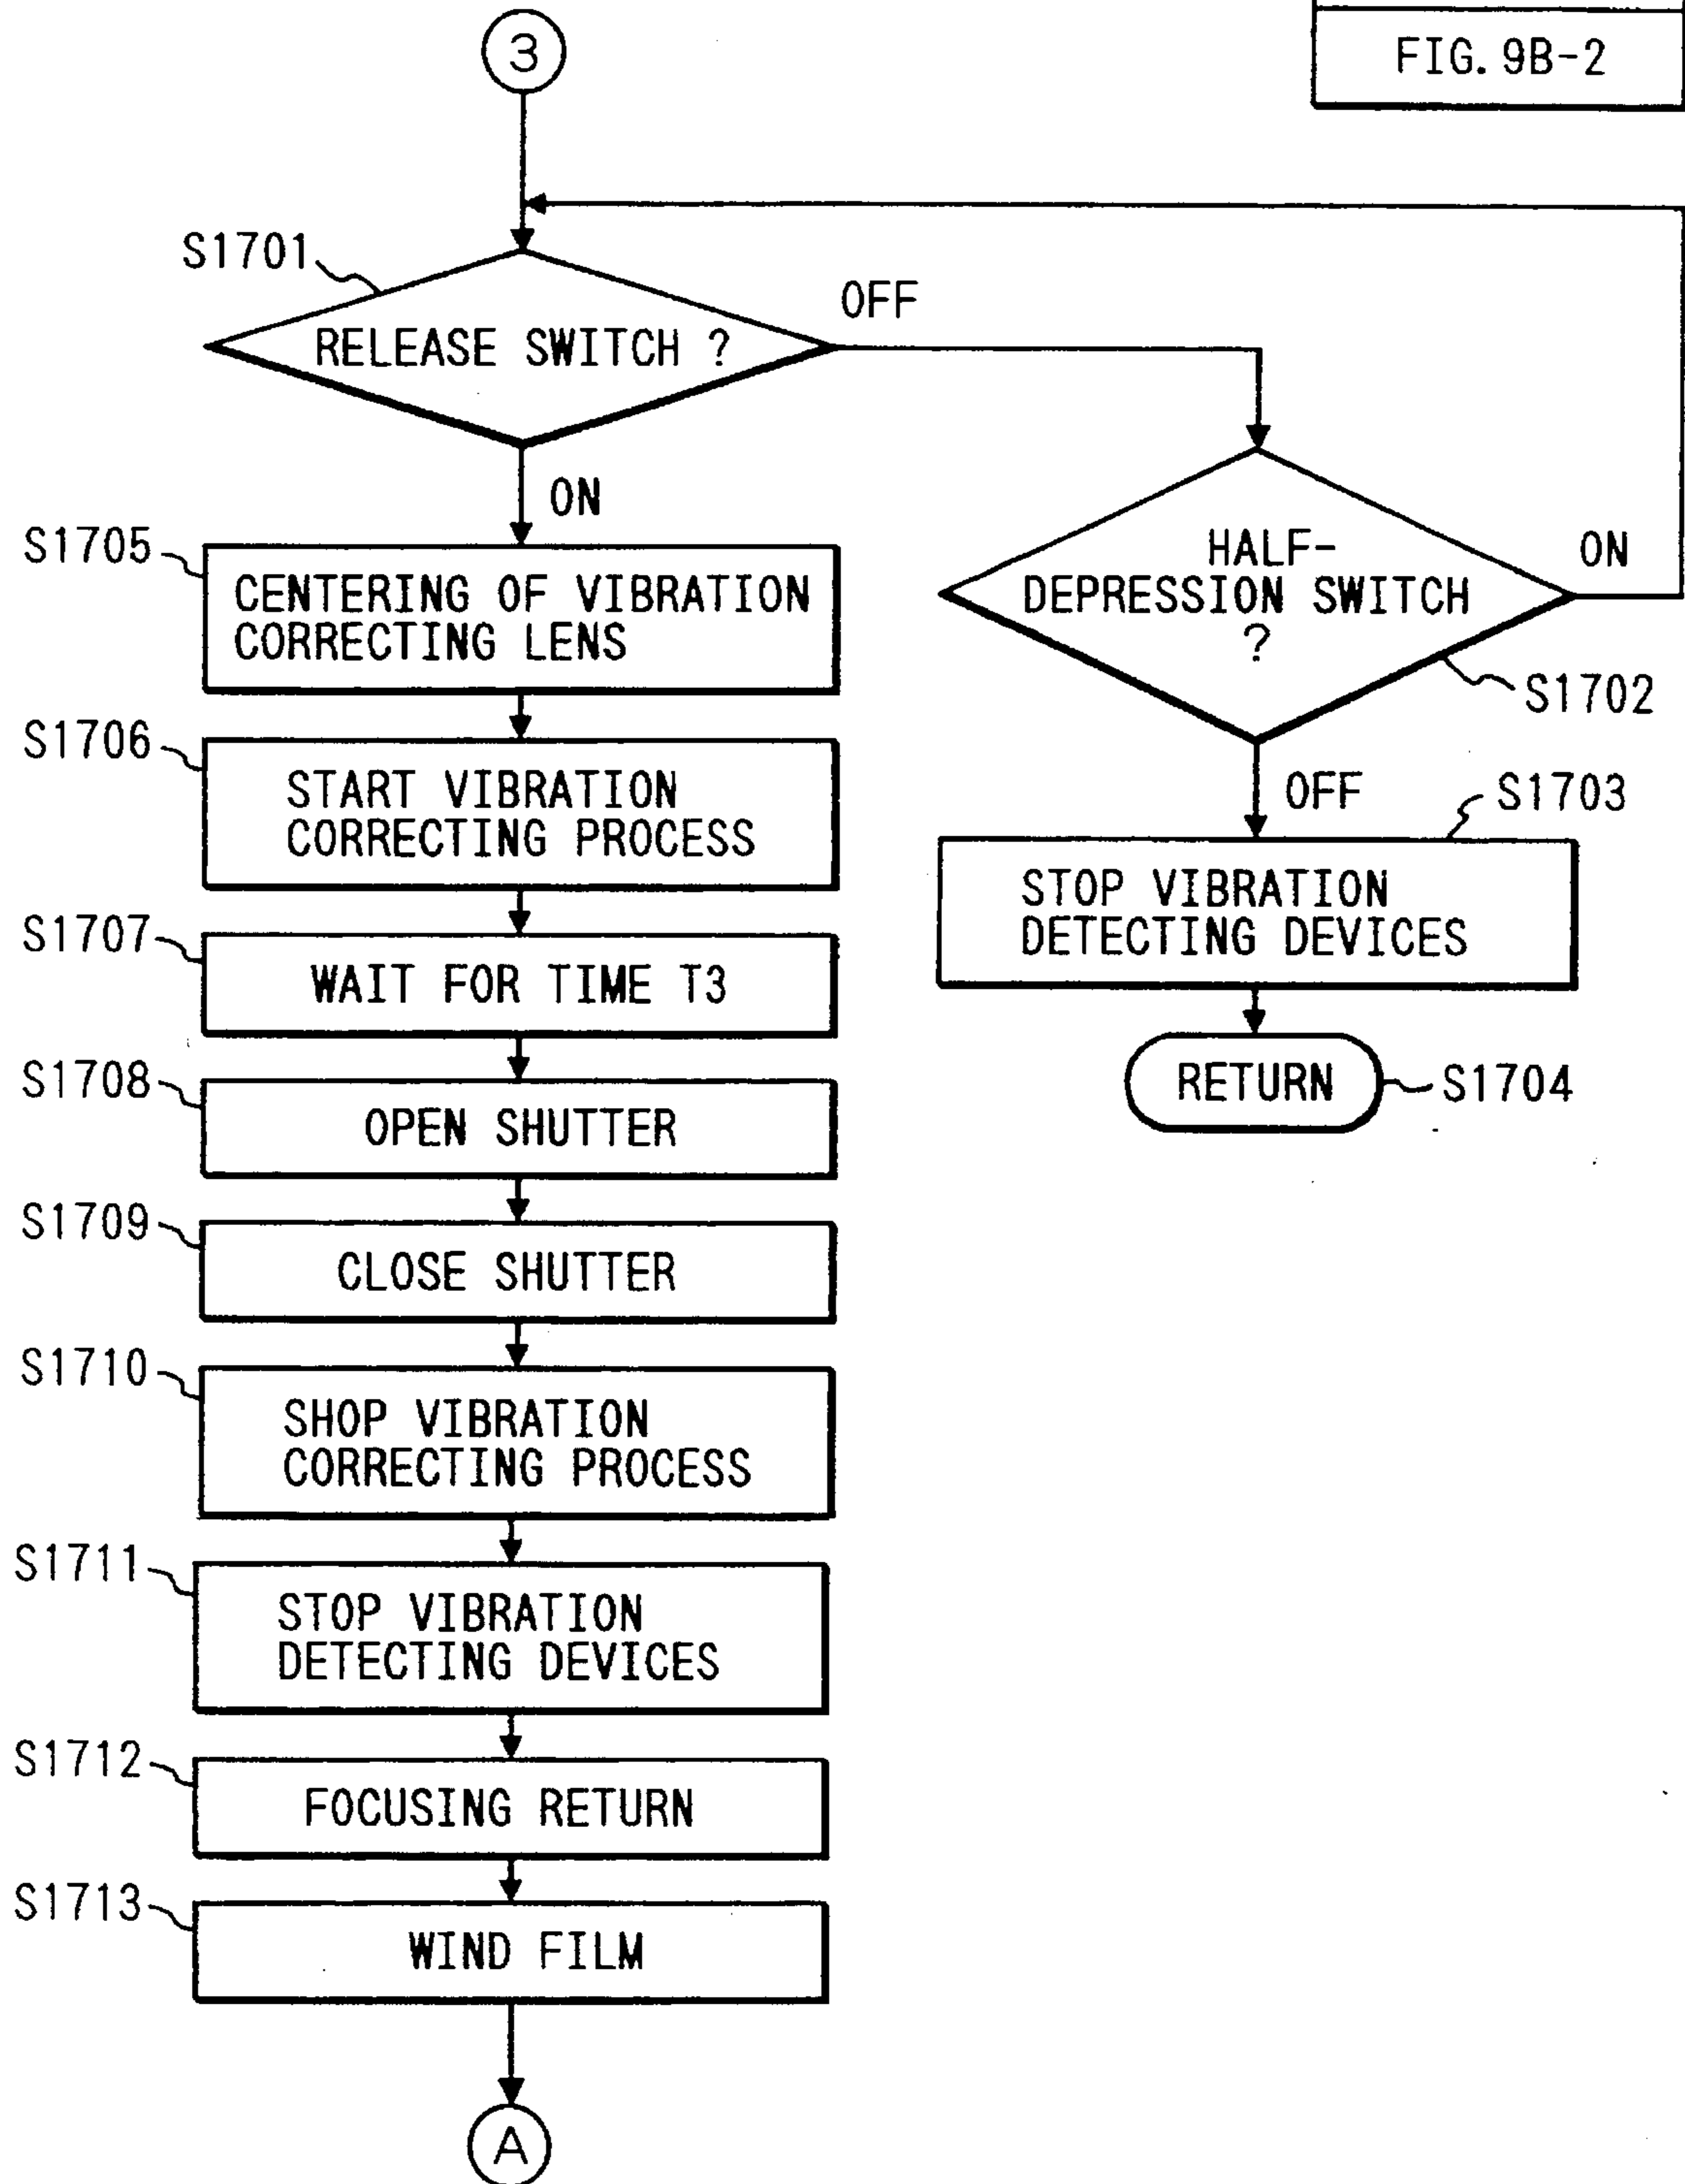 FIG. 9B-2
3
S1701
RELEASE SWITCH ?
OFF
ON
HALF-
DEPRESSION SWITCH
?
ON
S1702
OFF
S1703
STOP VIBRATION
DETECTING DEVICES
RETURN
S1704
S1705
CENTERING OF VIBRATION
CORRECTING LENS
S1706
START VIBRATION
CORRECTING PROCESS
S1707
WAIT FOR TIME T3
S1708
OPEN SHUTTER
S1709
CLOSE SHUTTER
S1710
SHOP VIBRATION
CORRECTING PROCESS
S1711
STOP VIBRATION
DETECTING DEVICES
S1712
FOCUSING RETURN
S1713
WIND FILM
A